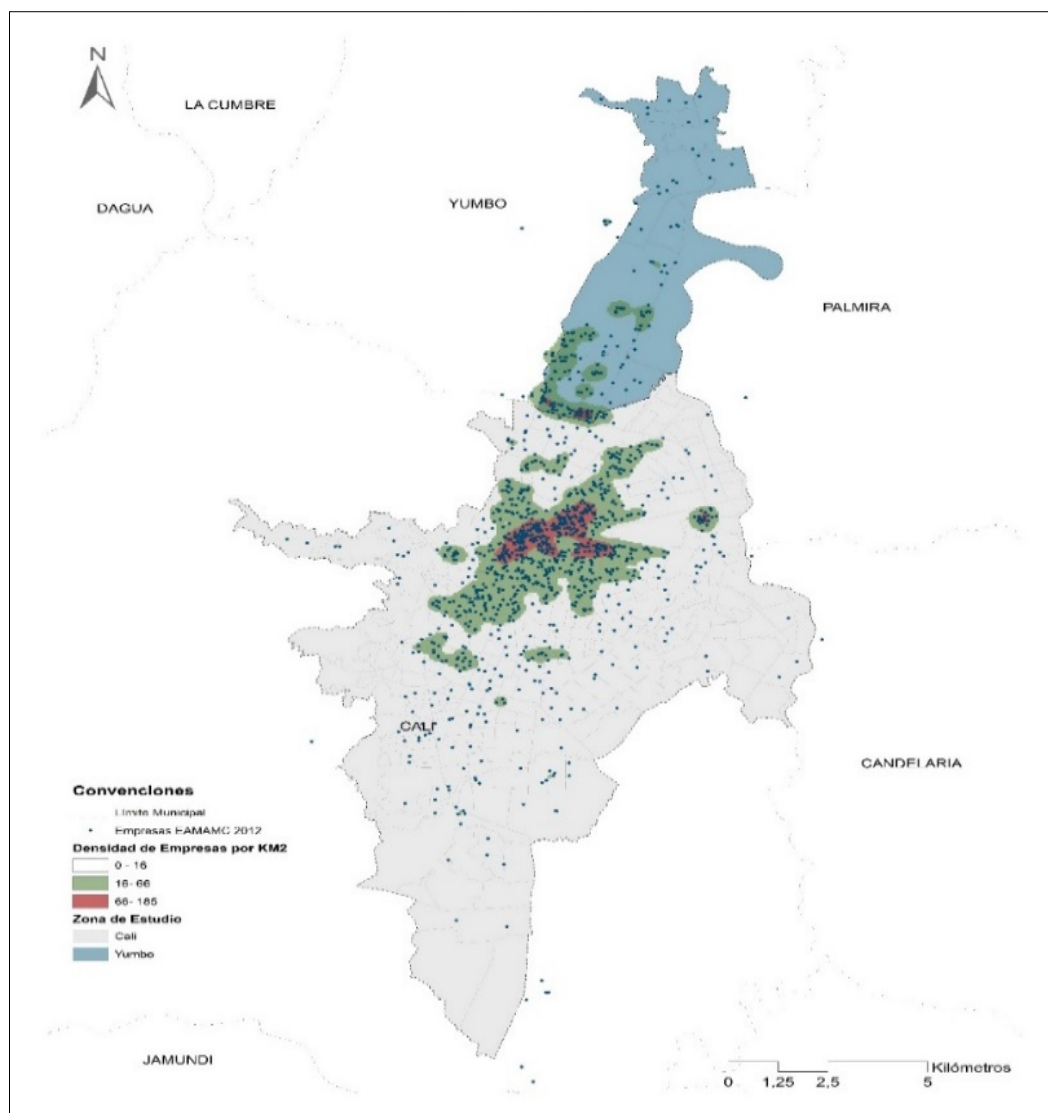 N
LA CUMBRE
DAGUA
YUMBO
PALMIRA
CALI
CANDELARIA
Convenciones
Límite Municipal
Empresas EAMAMC 2012
Densidad de Empresas por KM2
0 - 16
16- 66
66- 185
Zona de Estudio
Cali
Yumbo
JAMUNDI
Kilómetros
0 1,25 2,5 5